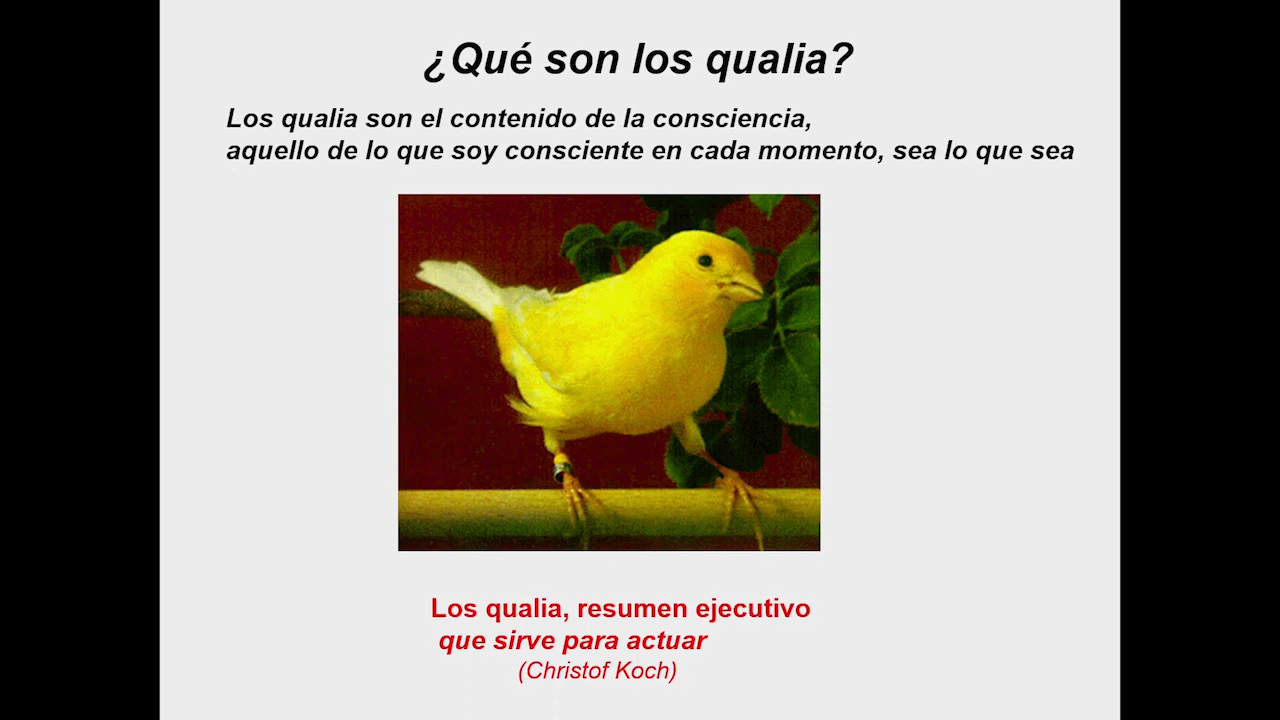 ¿Qué son los qualia?
Los qualia son el contenido de la consciencia,
aquello de lo que soy consciente en cada momento, sea lo que sea
Los qualia, resumen ejecutivo
que sirve para actuar
(Christof Koch)